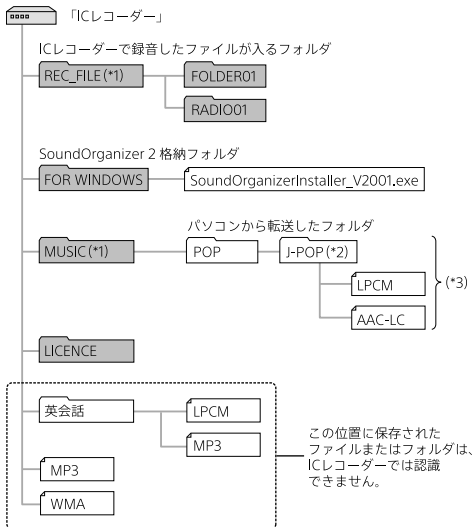 「ICレコーダー」
ICレコーダーで録音したファイルが入るフォルダ
REC_FILE(*1)
FOLDER01
RADIO01
SoundOrganizer 2 格納フォルダ
FOR WINDOWS
SoundOrganizerInstaller_V2001.exe
パソコンから転送したフォルダ
MUSIC(*1)
POP
J-POP(*2)
LPCM
(*3)
AAC-LC
LICENCE
英会話
LPCM
MP3
MP3
WMA
この位置に保存された
ファイルまたはフォルダは、
ICレコーダーでは認識
できません。